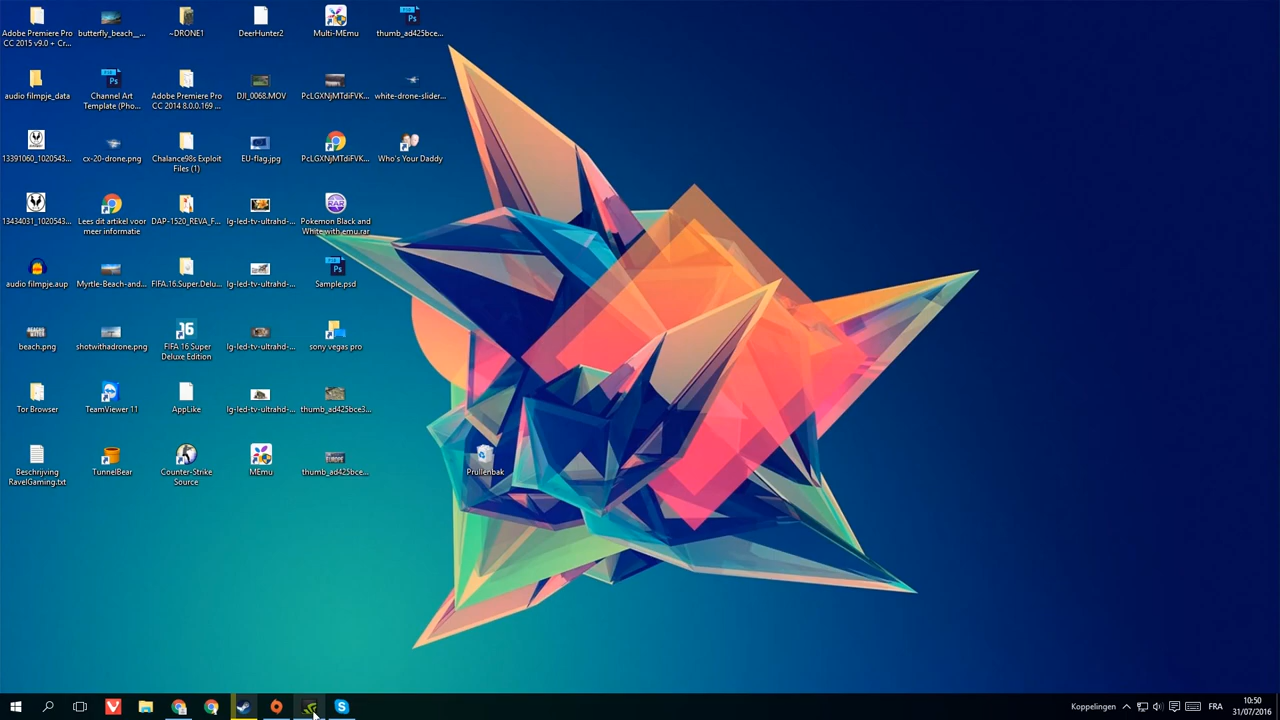 Adobe Premiere Pro
CC 2015 v9.0 + Cr...
butterfly_beach__...
~DRONE1
DeerHunter2
Multi-MEmu
thumb_ad425bce...
audio filmpje_data
Channel Art
Template (Pho...
Adobe Premiere Pro
CC 2014 8.0.0.169 ...
DJI_0068.MOV
PcLGXNjMTdiFVK...
white-drone-slider...
13391060_1020543...
cx-20-drone.png
Chalance98s Exploit
Files (1)
EU-flag.jpg
PcLGXNjMTdiFVK...
Who's Your Daddy
13434031_1020543...
Lees dit artikel voor
meer informatie
DAP-1520_REVA_F...
lg-led-tv-ultrahd-...
Pokemon Black and
White with emu.rar
audio filmpje.aup
Myrtle-Beach-and...
FIFA.16.Super.Delu...
lg-led-tv-ultrahd-...
Sample.psd
beach.png
shotwithadrone.png
FIFA 16 Super
Deluxe Edition
lg-led-tv-ultrahd-...
sony vegas pro
Tor Browser
TeamViewer 11
AppLike
lg-led-tv-ultrahd-...
thumb_ad425bce3...
Beschrijving
RavelGaming.txt
TunnelBear
Counter-Strike
Source
MEmu
thumb_ad425bce...
Prullenbak
Koppelingen
FRA
10:50
31/07/2016